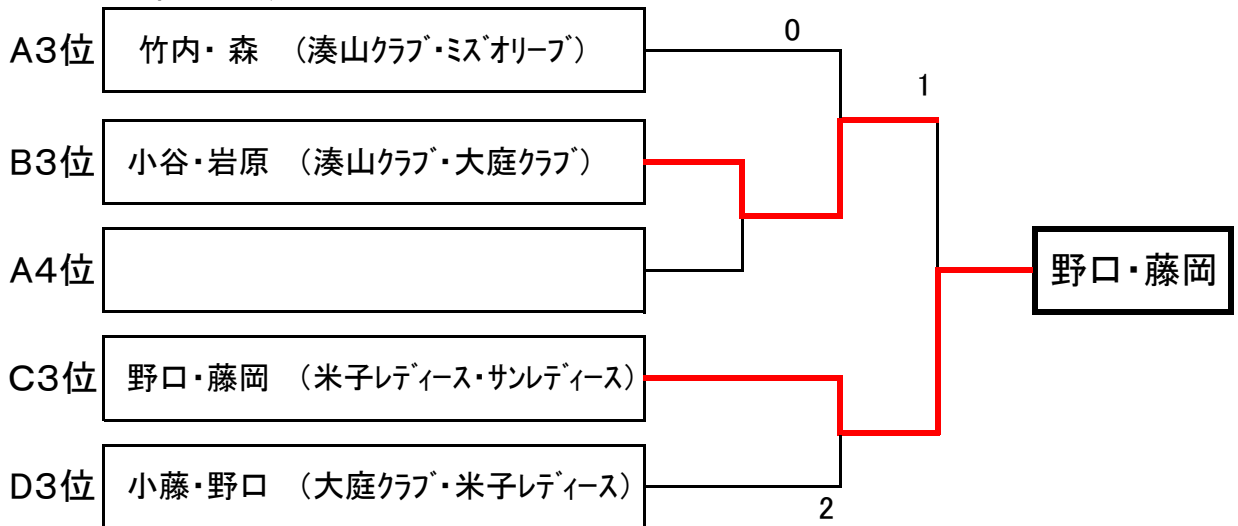 A3位 竹内・ 森 （湊山ｸﾗﾌﾞ・ﾐｽﾞｵﾘｰﾌﾞ）
0
1
B3位 小谷・岩原 （湊山ｸﾗﾌﾞ・大庭ｸﾗﾌﾞ）
A4位
野口・藤岡
C3位 野口・藤岡 （米子ﾚﾃﾞｨｰｽ・ｻﾝﾚﾃﾞｨｰｽ）
D3位 小藤・野口 （大庭ｸﾗﾌﾞ・米子ﾚﾃﾞｨｰｽ）
2